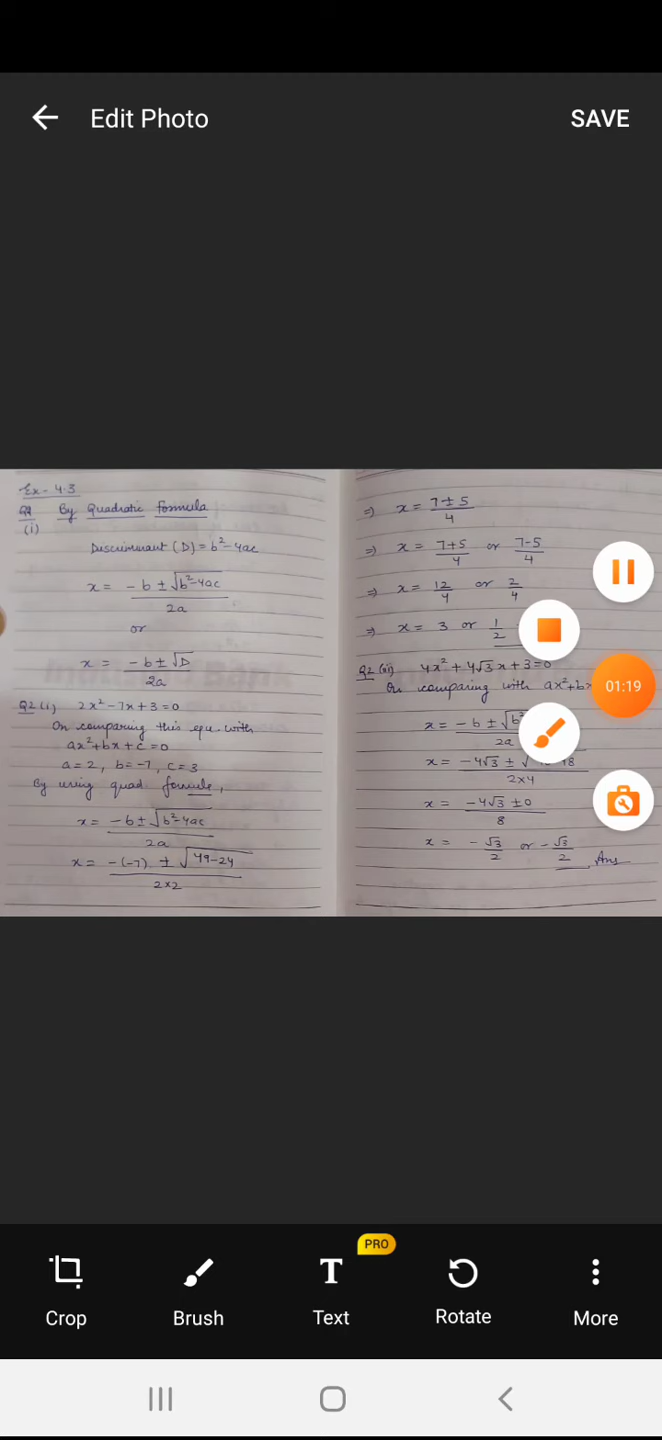 Edit Photo
SAVE
Ex- 4.3
By Quadratic Formula
(i)
Discriminant (D) = b²-4ac
x = -b ± √b²-4ac / 2a
or
x = -b ± √D / 2a
Q2 (i) 2x²-7x+3=0
On comparing this equ. with
ax²+bx+c=0
a=2, b=-7, c=3
By using quad. formula,
x = -b ± √b²-4ac / 2a
x = -(-7) ± √49-24 / 2×2
=) x = 7±5 / 4
=) x = 7+5 / 4 or 7-5 / 4
=) x = 12 / 4 or 2 / 4
=) x = 3 or 1 / 2
Q2 (iii) 4x²+4√3x+3=0
On comparing with ax²+b
x = -b ± √b² / 2a
x = -4√3 ± √ 48 / 2×4
x = -4√3 ±0 / 8
x = -√3 / 2 or -√3 / 2 Ans
01:19
PRO
Crop
Brush
T
Text
Rotate
More